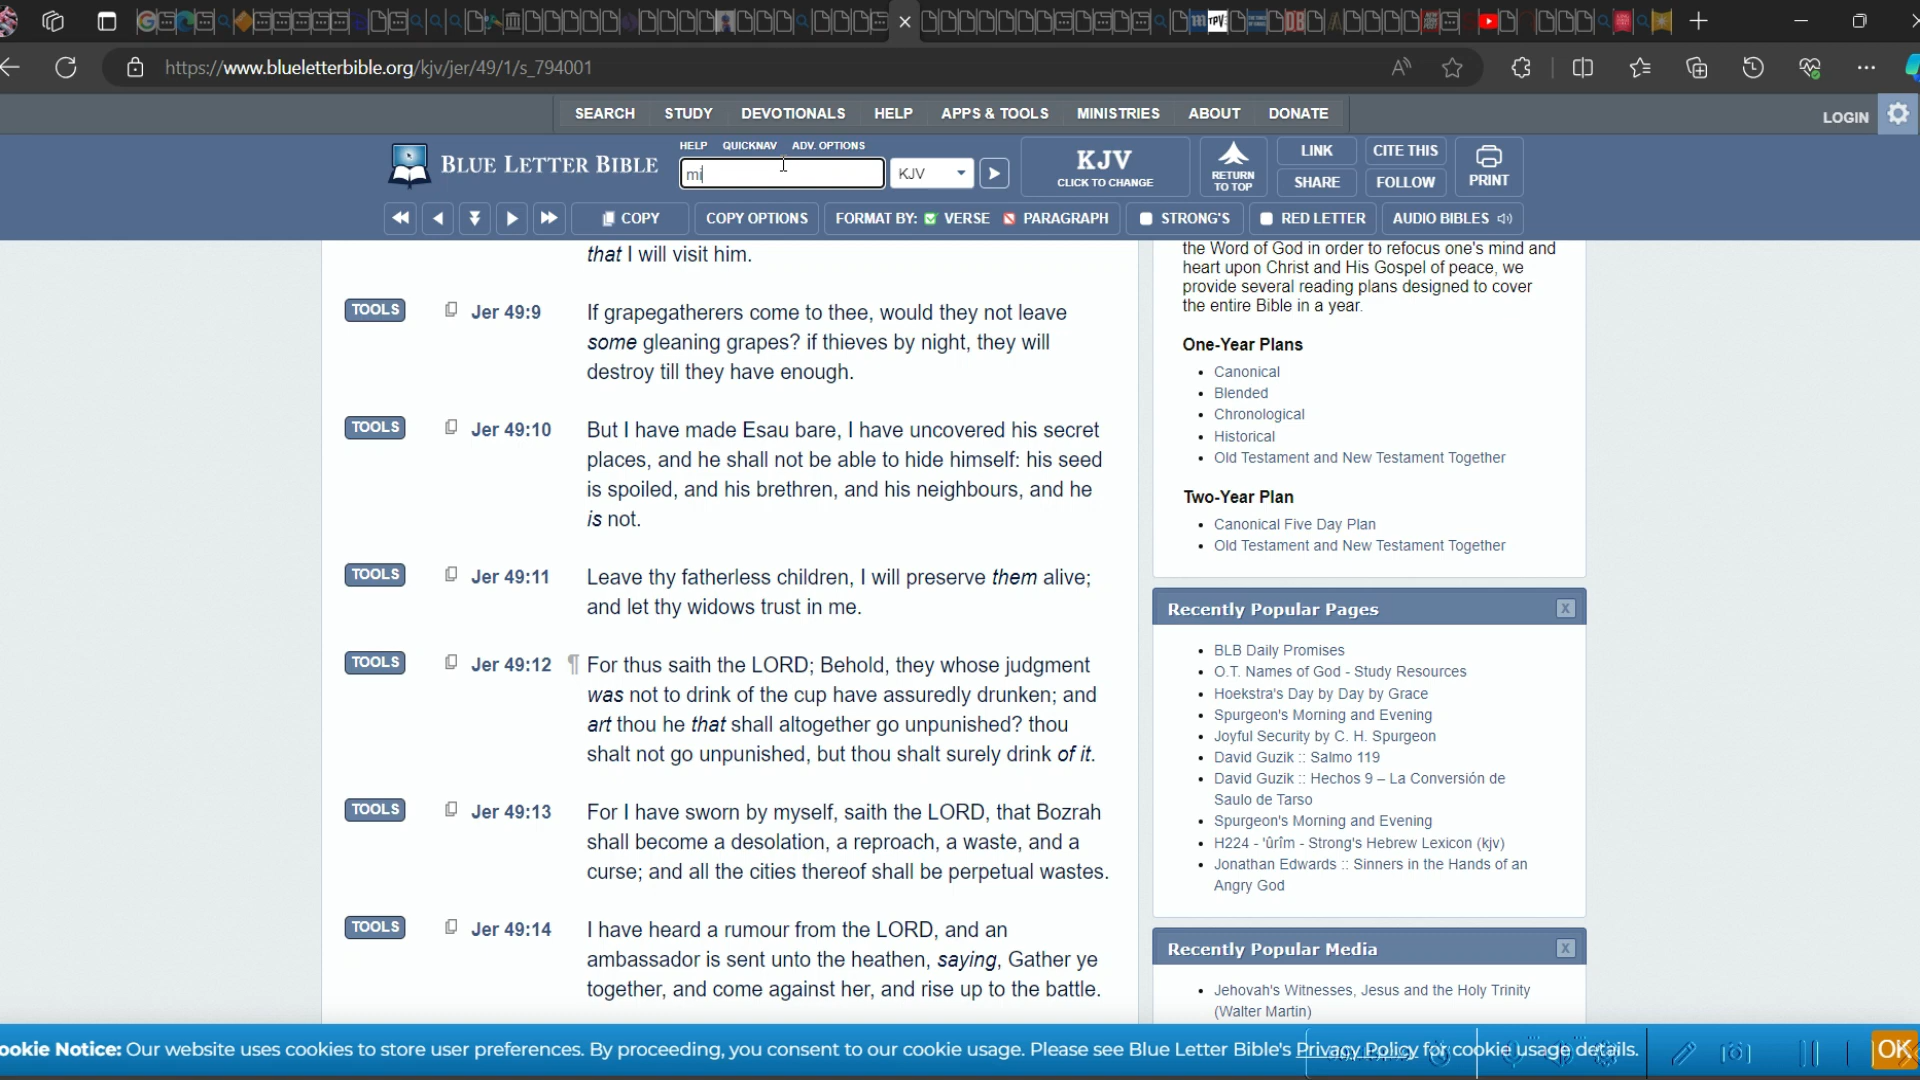 https://www.blueletterbible.org/kjv/jer/49/1/s_794001
SEARCH STUDY DEVOTIONALS HELP APPS & TOOLS MINISTRIES ABOUT DONATE
LOGIN
BLUE LETTER BIBLE
HELP QUICKNAV ADV. OPTIONS
mi
KJV
KJV
CLICK TO CHANGE
RETURN
TO TOP
LINK
SHARE
CITE THIS
FOLLOW
PRINT
COPY COPY OPTIONS FORMAT BY: VERSE PARAGRAPH STRONG'S RED LETTER AUDIO BIBLES
that I will visit him.
TOOLS Jer 49:9 If grapegatherers come to thee, would they not leave
some gleaning grapes? if thieves by night, they will
destroy till they have enough.
TOOLS Jer 49:10 But I have made Esau bare, I have uncovered his secret
places, and he shall not be able to hide himself: his seed
is spoiled, and his brethren, and his neighbours, and he
is not.
TOOLS Jer 49:11 Leave thy fatherless children, I will preserve them alive;
and let thy widows trust in me.
TOOLS Jer 49:12 ¶ For thus saith the LORD; Behold, they whose judgment
was not to drink of the cup have assuredly drunken; and
art thou he that shall altogether go unpunished? thou
shalt not go unpunished, but thou shalt surely drink of it.
TOOLS Jer 49:13 For I have sworn by myself, saith the LORD, that Bozrah
shall become a desolation, a reproach, a waste, and a
curse; and all the cities thereof shall be perpetual wastes.
TOOLS Jer 49:14 I have heard a rumour from the LORD, and an
ambassador is sent unto the heathen, saying, Gather ye
together, and come against her, and rise up to the battle.
the Word of God in order to refocus one's mind and
heart upon Christ and His Gospel of peace, we
provide several reading plans designed to cover
the entire Bible in a year.
One-Year Plans
• Canonical
• Blended
• Chronological
• Historical
• Old Testament and New Testament Together
Two-Year Plan
• Canonical Five Day Plan
• Old Testament and New Testament Together
Recently Popular Pages X
• BLB Daily Promises
• O.T. Names of God - Study Resources
• Hoekstra's Day by Day by Grace
• Spurgeon's Morning and Evening
• Joyful Security by C. H. Spurgeon
• David Guzik :: Salmo 119
• David Guzik :: Hechos 9 – La Conversión de
Saulo de Tarso
• Spurgeon's Morning and Evening
• H224 - 'ûrîm - Strong's Hebrew Lexicon (kjv)
• Jonathan Edwards :: Sinners in the Hands of an
Angry God
Recently Popular Media X
• Jehovah's Witnesses, Jesus and the Holy Trinity
(Walter Martin)
ookie Notice: Our website uses cookies to store user preferences. By proceeding, you consent to our cookie usage. Please see Blue Letter Bible's Privacy Policy for cookie usage details.
OK